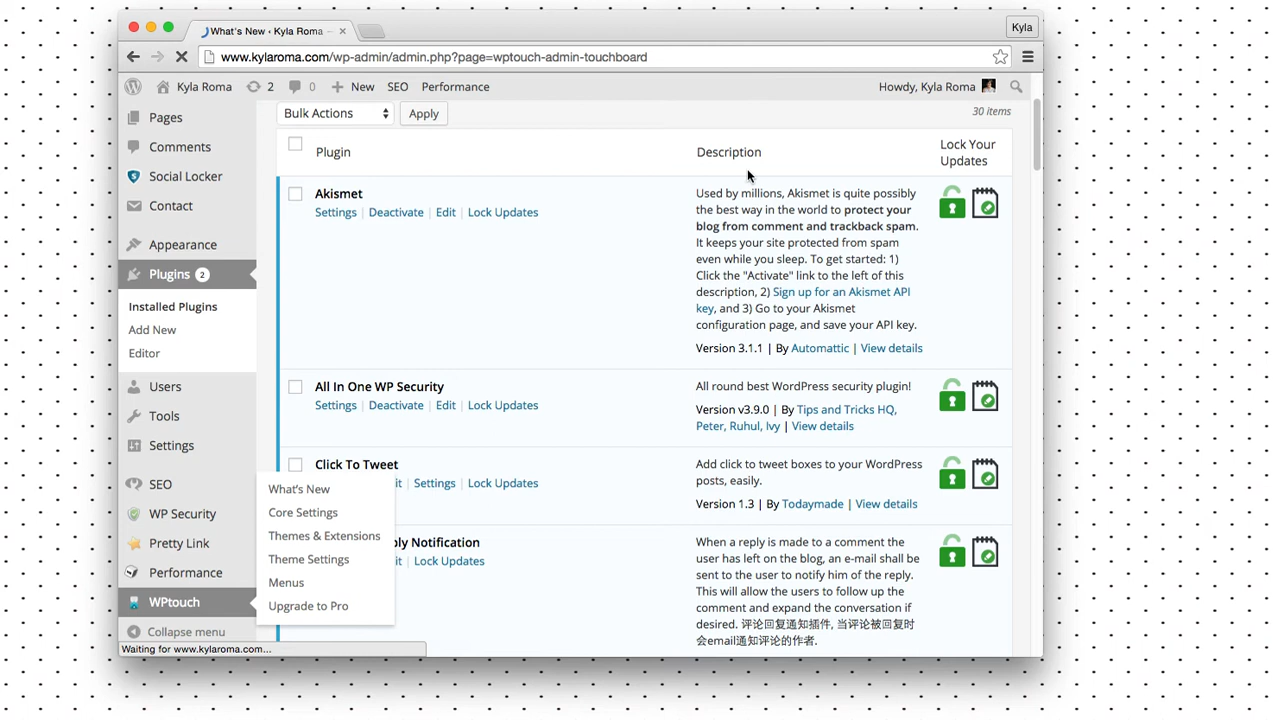 What's New ‹ Kyla Roma —
Kyla
www.kylaroma.com/wp-admin/admin.php?page=wptouch-admin-touchboard
Kyla Roma 2 0 New SEO Performance Howdy, Kyla Roma
Pages
Comments
Social Locker
Contact
Appearance
Plugins 2
Installed Plugins
Add New
Editor
Users
Tools
Settings
SEO
WP Security
Pretty Link
Performance
WPtouch
Collapse menu
Waiting for www.kylaroma.com...
What's New
Core Settings
Themes & Extensions
Theme Settings
Menus
Upgrade to Pro
Bulk Actions Apply 30 items
Plugin Description Lock Your
Updates
Akismet
Settings | Deactivate | Edit | Lock Updates
Used by millions, Akismet is quite possibly
the best way in the world to protect your
blog from comment and trackback spam.
It keeps your site protected from spam
even while you sleep. To get started: 1)
Click the "Activate" link to the left of this
description, 2) Sign up for an Akismet API
key, and 3) Go to your Akismet
configuration page, and save your API key.
Version 3.1.1 | By Automattic | View details
All In One WP Security
Settings | Deactivate | Edit | Lock Updates
All round best WordPress security plugin!
Version v3.9.0 | By Tips and Tricks HQ,
Peter, Ruhul, Ivy | View details
Click To Tweet
it | Settings | Lock Updates
Add click to tweet boxes to your WordPress
posts, easily.
Version 1.3 | By Todaymade | View details
ply Notification
it | Lock Updates
When a reply is made to a comment the
user has left on the blog, an e-mail shall be
sent to the user to notify him of the reply.
This will allow the users to follow up the
comment and expand the conversation if
desired. 评论回复通知插件, 当评论被回复时
会email通知评论的作者.